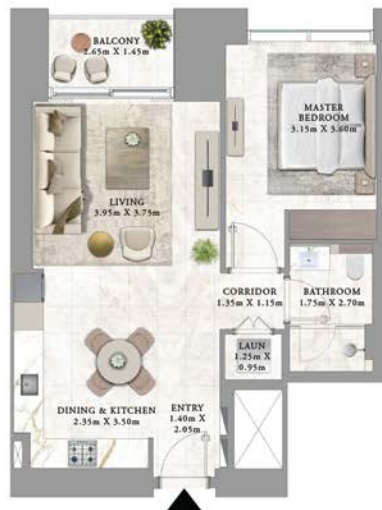 BALCONY
2.65m X 1.45m
MASTER
BEDROOM
3.15m X 3.60m
LIVING
3.95m X 3.75m
CORRIDOR
1.35m X 1.15m
BATHROOM
1.75m X 2.70m
LAUN
1.25m X
0.95m
DINING & KITCHEN
2.35m X 3.50m
ENTRY
1.40m X
2.05m